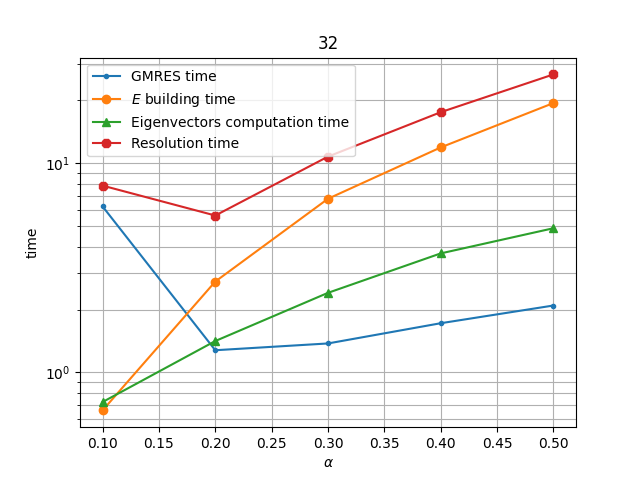 32
GMRES time
E building time
Eigenvectors computation time
Resolution time
10¹
10⁰
time
0.10 0.15 0.20 0.25 0.30 0.35 0.40 0.45 0.50
α